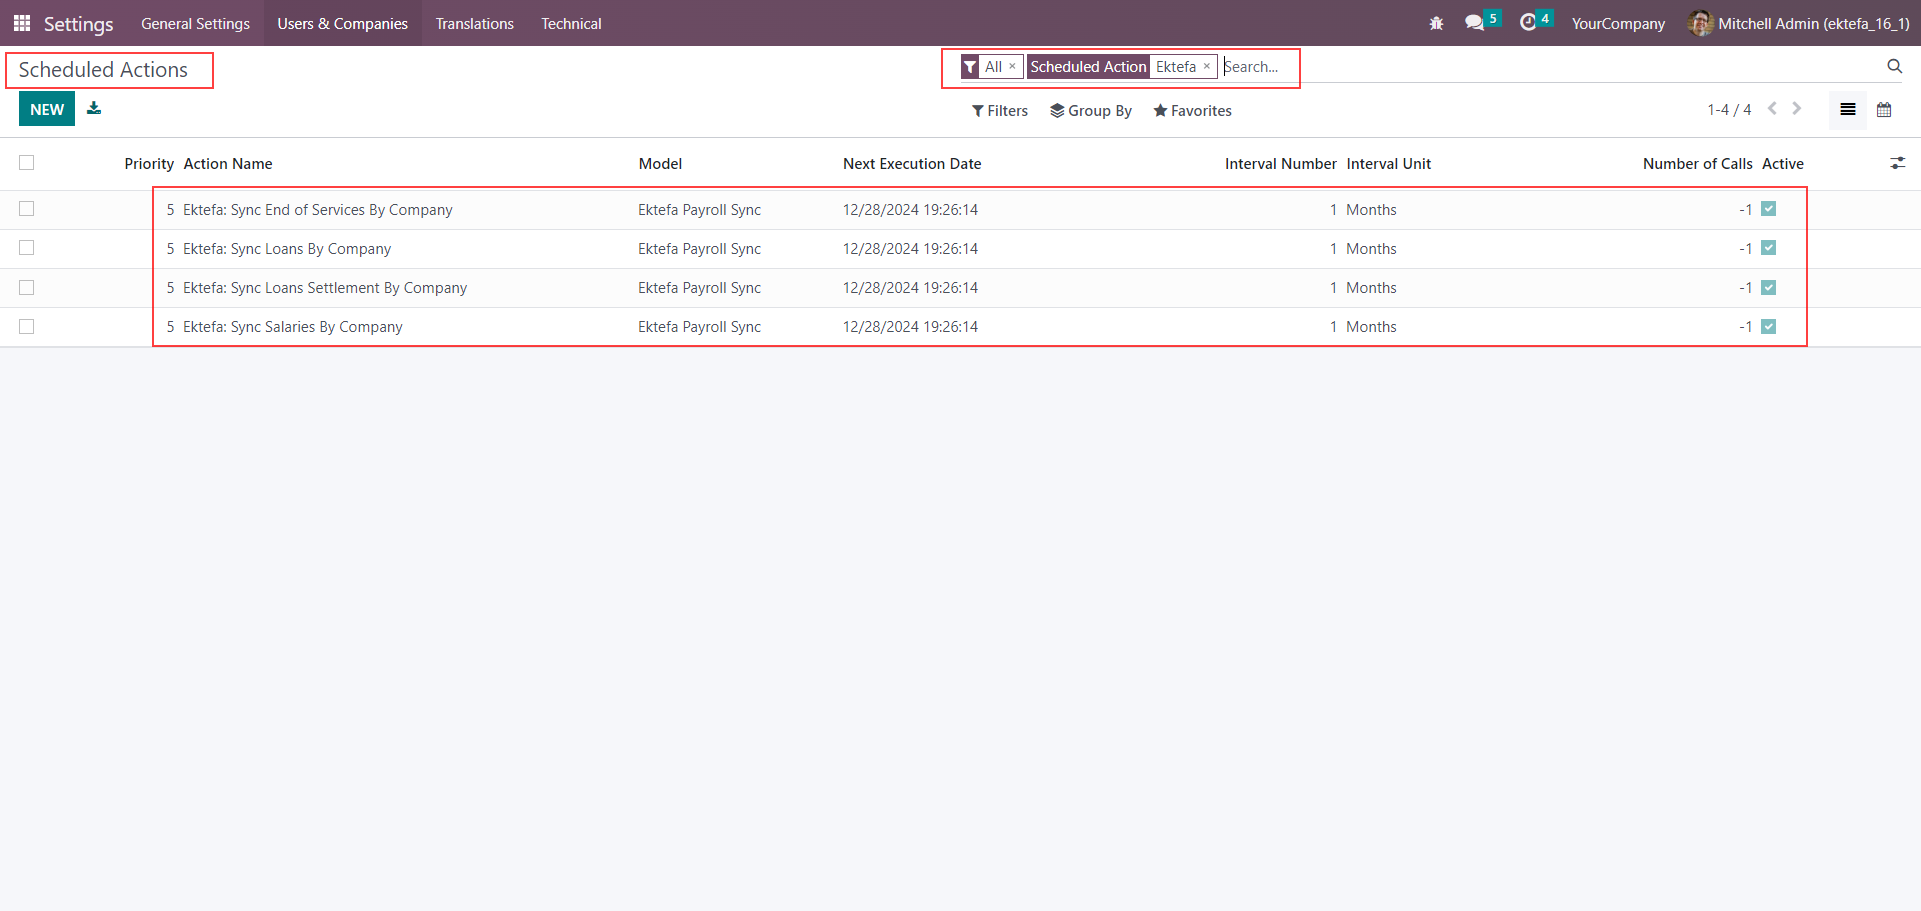 Settings General Settings Users & Companies Translations Technical 5 4 YourCompany Mitchell Admin (ektefa_16_1)
Scheduled Actions All × Scheduled Action Ektefa × Search...
NEW Filters Group By Favorites 1-4 / 4
Priority Action Name Model Next Execution Date Interval Number Interval Unit Number of Calls Active
5 Ektefa: Sync End of Services By Company Ektefa Payroll Sync 12/28/2024 19:26:14 1 Months -1
5 Ektefa: Sync Loans By Company Ektefa Payroll Sync 12/28/2024 19:26:14 1 Months -1
5 Ektefa: Sync Loans Settlement By Company Ektefa Payroll Sync 12/28/2024 19:26:14 1 Months -1
5 Ektefa: Sync Salaries By Company Ektefa Payroll Sync 12/28/2024 19:26:14 1 Months -1